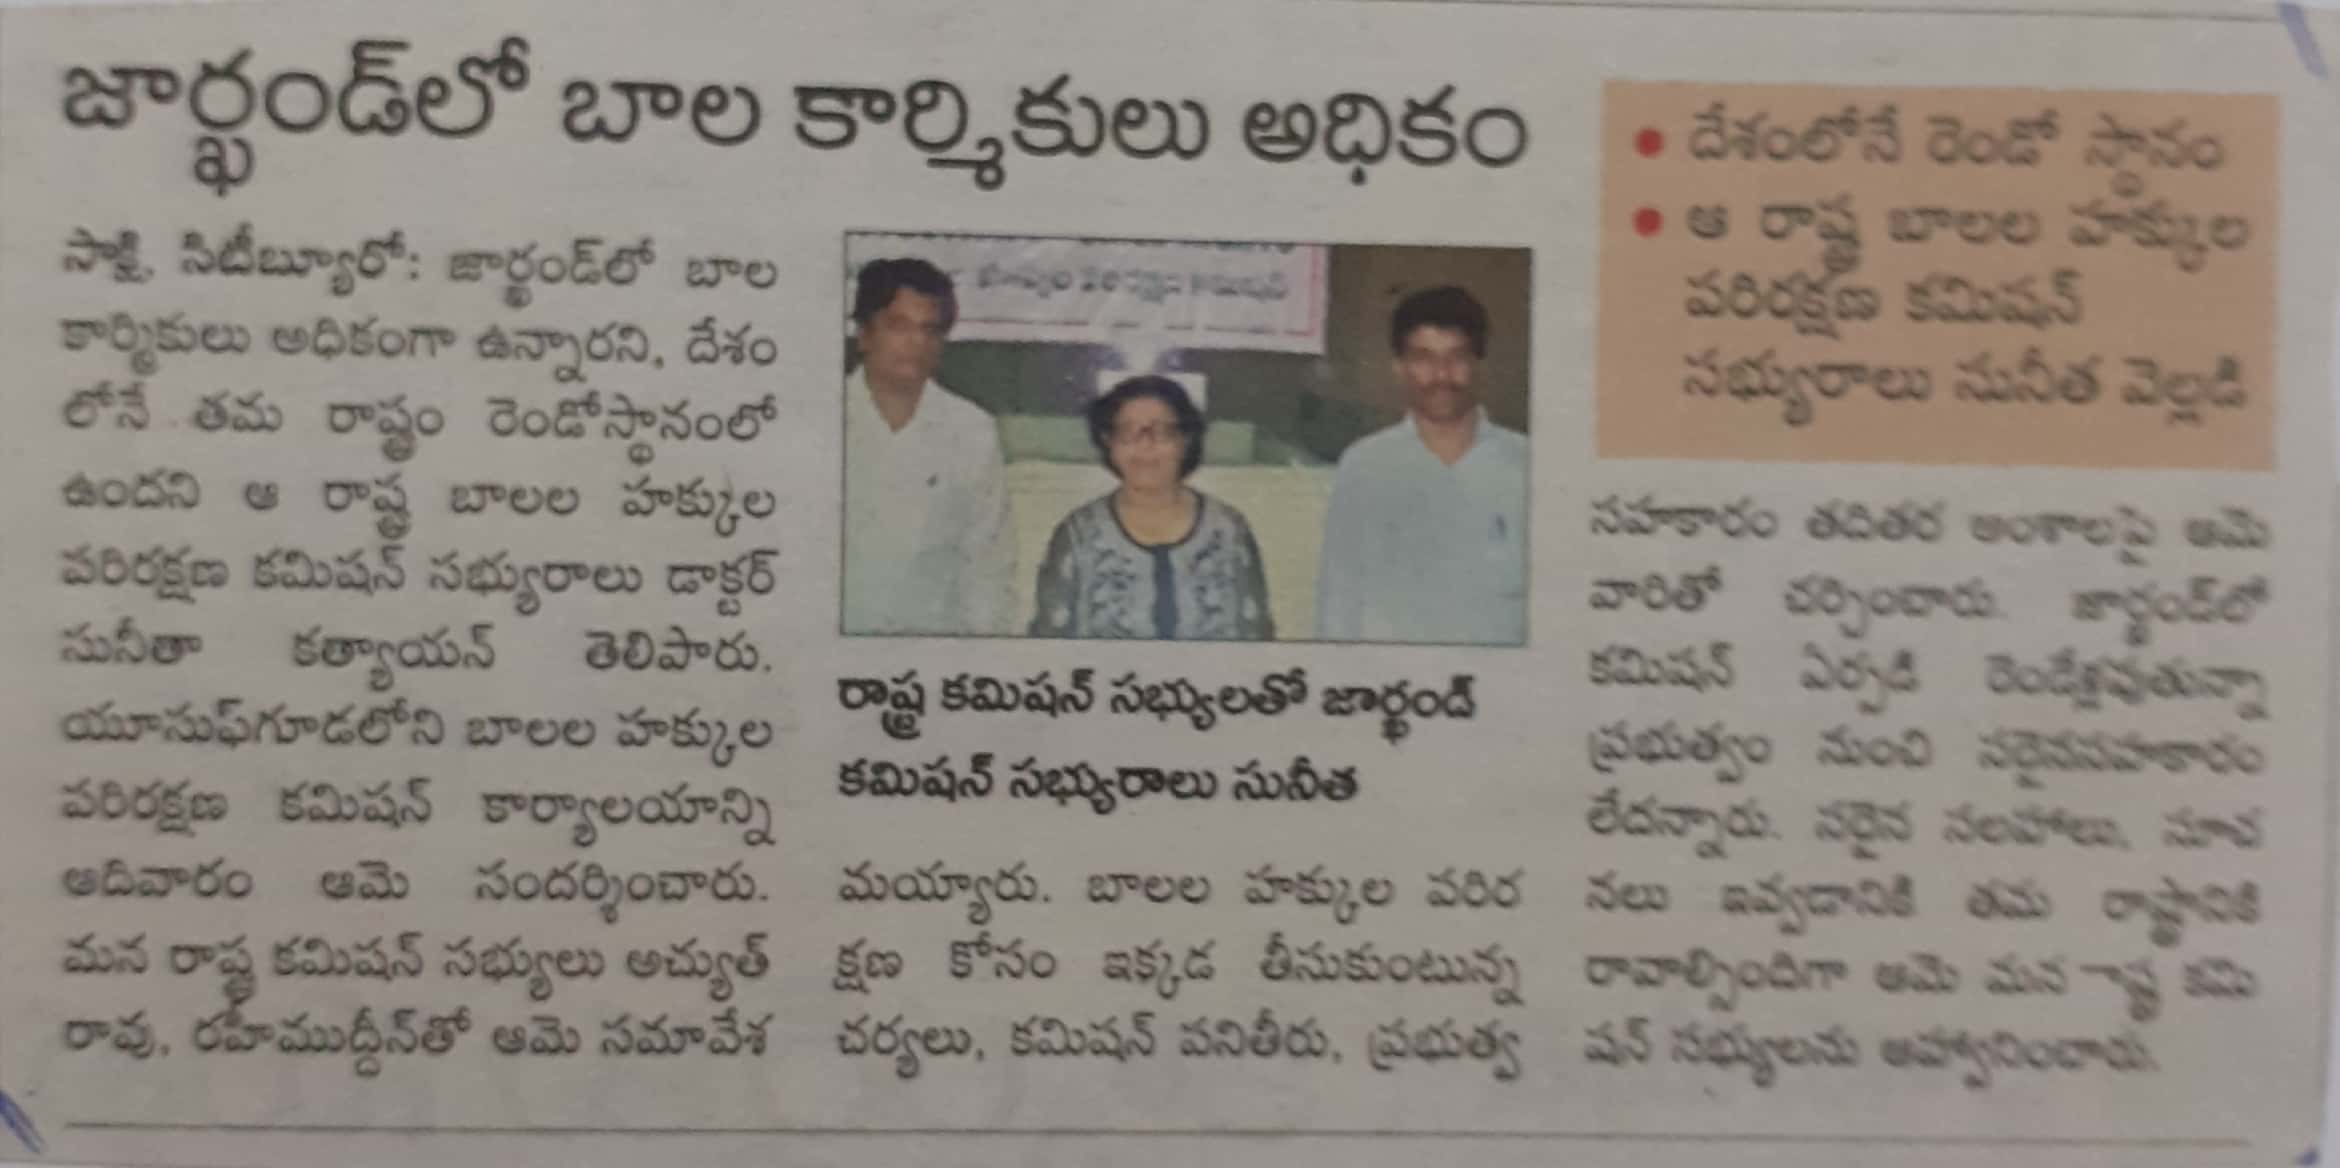 జార్ఖండ్‌లో బాల కార్మికులు అధికం
• దేశంలోనే రెండో స్థానం
• ఆ రాష్ట్ర బాలల హక్కుల
పరిరక్షణ కమిషన్
సభ్యురాలు సునీత వెల్లడి
సాక్షి, సిటీబ్యూరో: జార్ఖండ్‌లో బాల
కార్మికులు అధికంగా ఉన్నారని, దేశం
లోనే తమ రాష్ట్రం రెండోస్థానంలో
ఉందని ఆ రాష్ట్ర బాలల హక్కుల
పరిరక్షణ కమిషన్ సభ్యురాలు డాక్టర్
సునీతా కత్యాయన్ తెలిపారు.
యూసుఫ్‌గూడలోని బాలల హక్కుల
పరిరక్షణ కమిషన్ కార్యాలయాన్ని
ఆదివారం ఆమె సందర్శించారు.
మన రాష్ట్ర కమిషన్ సభ్యులు అచ్యుత్
రావు, రహీముద్దీన్‌తో ఆమె సమావేశ
రాష్ట్ర కమిషన్ సభ్యులతో జార్ఖండ్
కమిషన్ సభ్యురాలు సునీత
మయ్యారు. బాలల హక్కుల పరిర
క్షణ కోసం ఇక్కడ తీసుకుంటున్న
చర్యలు, కమిషన్ పనితీరు, ప్రభుత్వ
సహకారం తదితర అంశాలపై ఆమె
వారితో చర్చించారు. జార్ఖండ్‌లో
కమిషన్ ఏర్పడి రెండేళ్లవుతున్నా
ప్రభుత్వం నుంచి సరైనసహకారం
లేదన్నారు. సరైన సలహాలు, సూచ
నలు ఇవ్వడానికి తమ రాష్ట్రానికి
రావాల్సిందిగా ఆమె మన రాష్ట్ర కమి
షన్ సభ్యులను ఆహ్వానించారు.